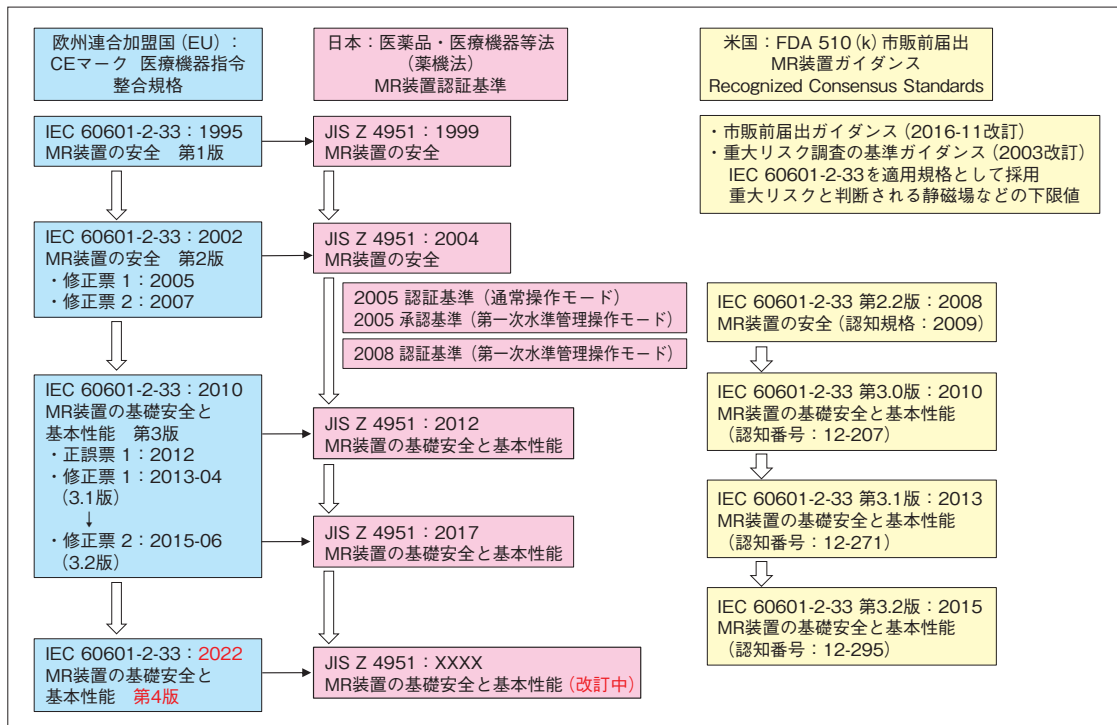 欧州連合加盟国(EU)：
CEマーク 医療機器指令
整合規格
IEC 60601-2-33：1995
MR装置の安全　第1版
IEC 60601-2-33：2002
MR装置の安全　第2版
・修正票 1：2005
・修正票 2：2007
IEC 60601-2-33：2010
MR装置の基礎安全と
基本性能　第3版
・正誤票 1：2012
・修正票 1：2013-04
(3.1版)
↓
・修正票 2：2015-06
(3.2版)
IEC 60601-2-33：2022
MR装置の基礎安全と
基本性能　第4版
日本：医薬品・医療機器等法
(薬機法)
MR装置認証基準
JIS Z 4951：1999
MR装置の安全
JIS Z 4951：2004
MR装置の安全
2005 認証基準（通常操作モード）
2005 承認基準（第一次水準管理操作モード）
2008 認証基準（第一次水準管理操作モード）
JIS Z 4951：2012
MR装置の基礎安全と基本性能
JIS Z 4951：2017
MR装置の基礎安全と基本性能
JIS Z 4951：XXXX
MR装置の基礎安全と基本性能(改訂中)
米国：FDA 510(k)市販前届出
MR装置ガイダンス
Recognized Consensus Standards
・市販前届出ガイダンス(2016-11改訂)
・重大リスク調査の基準ガイダンス(2003改訂)
IEC 60601-2-33を適用規格として採用
重大リスクと判断される静磁場などの下限値
IEC 60601-2-33 第2.2版：2008
MR装置の安全(認知規格：2009)
IEC 60601-2-33 第3.0版：2010
MR装置の基礎安全と基本性能
（認知番号：12-207）
IEC 60601-2-33 第3.1版：2013
MR装置の基礎安全と基本性能
（認知番号：12-271）
IEC 60601-2-33 第3.2版：2015
MR装置の基礎安全と基本性能
（認知番号：12-295）